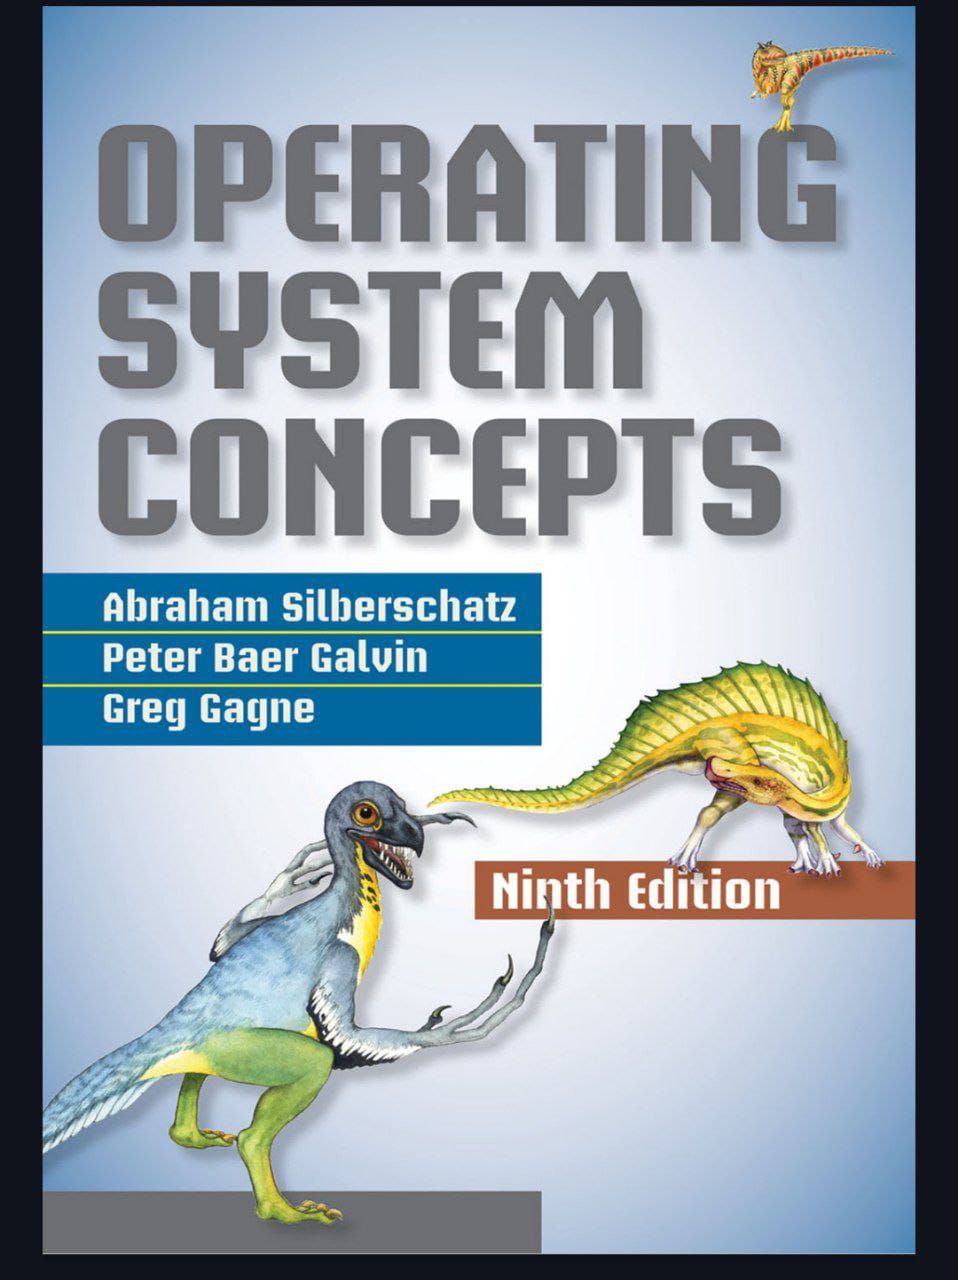 OPERATING
SYSTEM
CONCEPTS
Abraham Silberschatz
Peter Baer Galvin
Greg Gagne
Ninth Edition